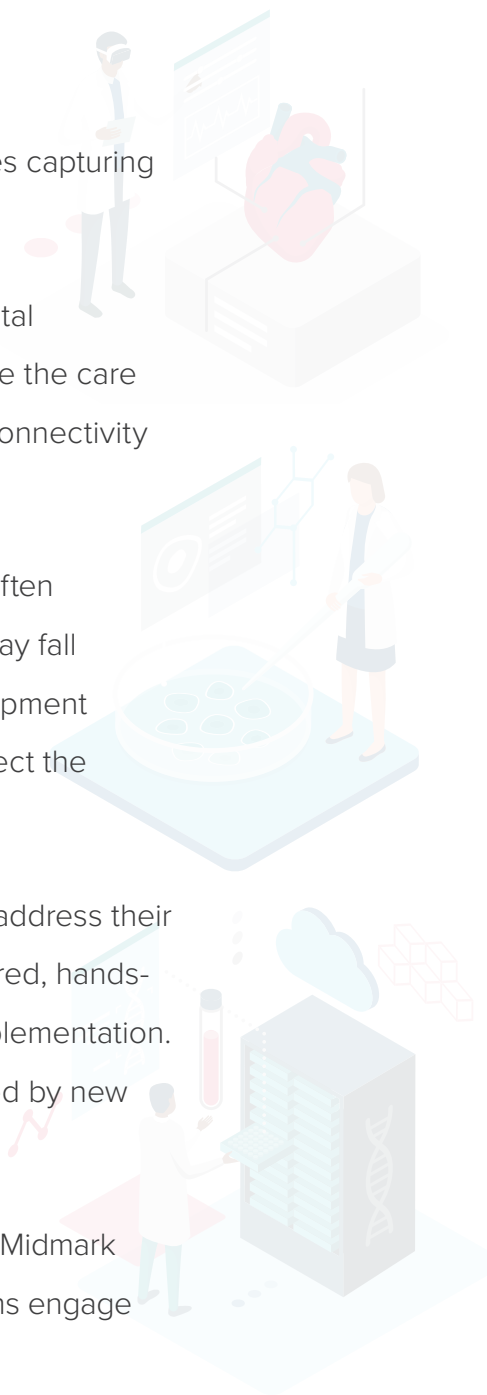 es capturing
tal
e the care
onnectivity
ften
ay fall
pment
ect the
address their
red, hands-
plementation.
d by new
Midmark
ns engage